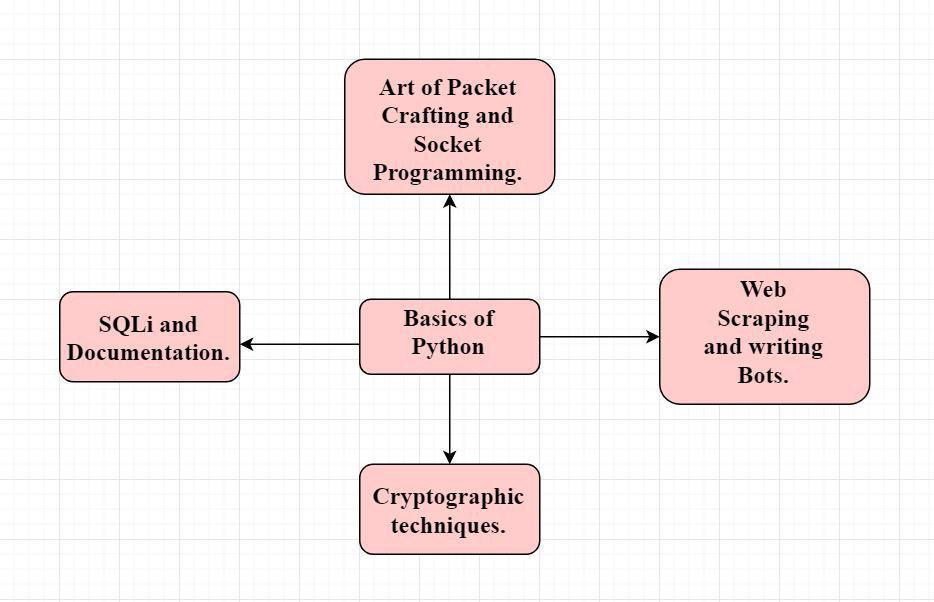 Art of Packet
Crafting and
Socket
Programming.
SQLi and
Documentation.
Basics of
Python
Web
Scraping
and writing
Bots.
Cryptographic
techniques.